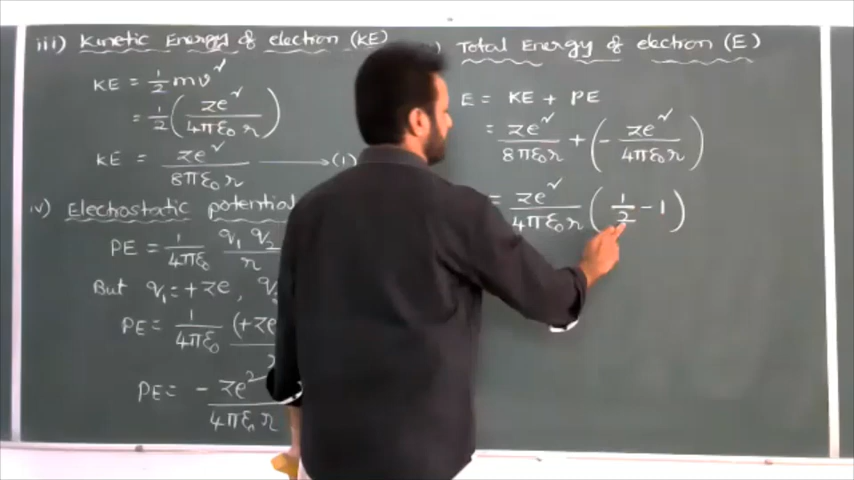 iii) Kinetic Energy of electron (KE)
KE = 1/2 mv²
= 1/2 (ze²/4πε₀r)
KE = ze²/8πε₀r → (1)
iv) Electrostatic potential
PE = 1/4πε₀ q₁q₂/r
But q₁ = +ze,
PE = 1/4πε₀ (+ze
PE = - ze²/4πε₀r
) Total Energy of electron (E)
E = KE + PE
= ze²/8πε₀r + (- ze²/4πε₀r)
= ze²/4πε₀r (1/2 - 1)